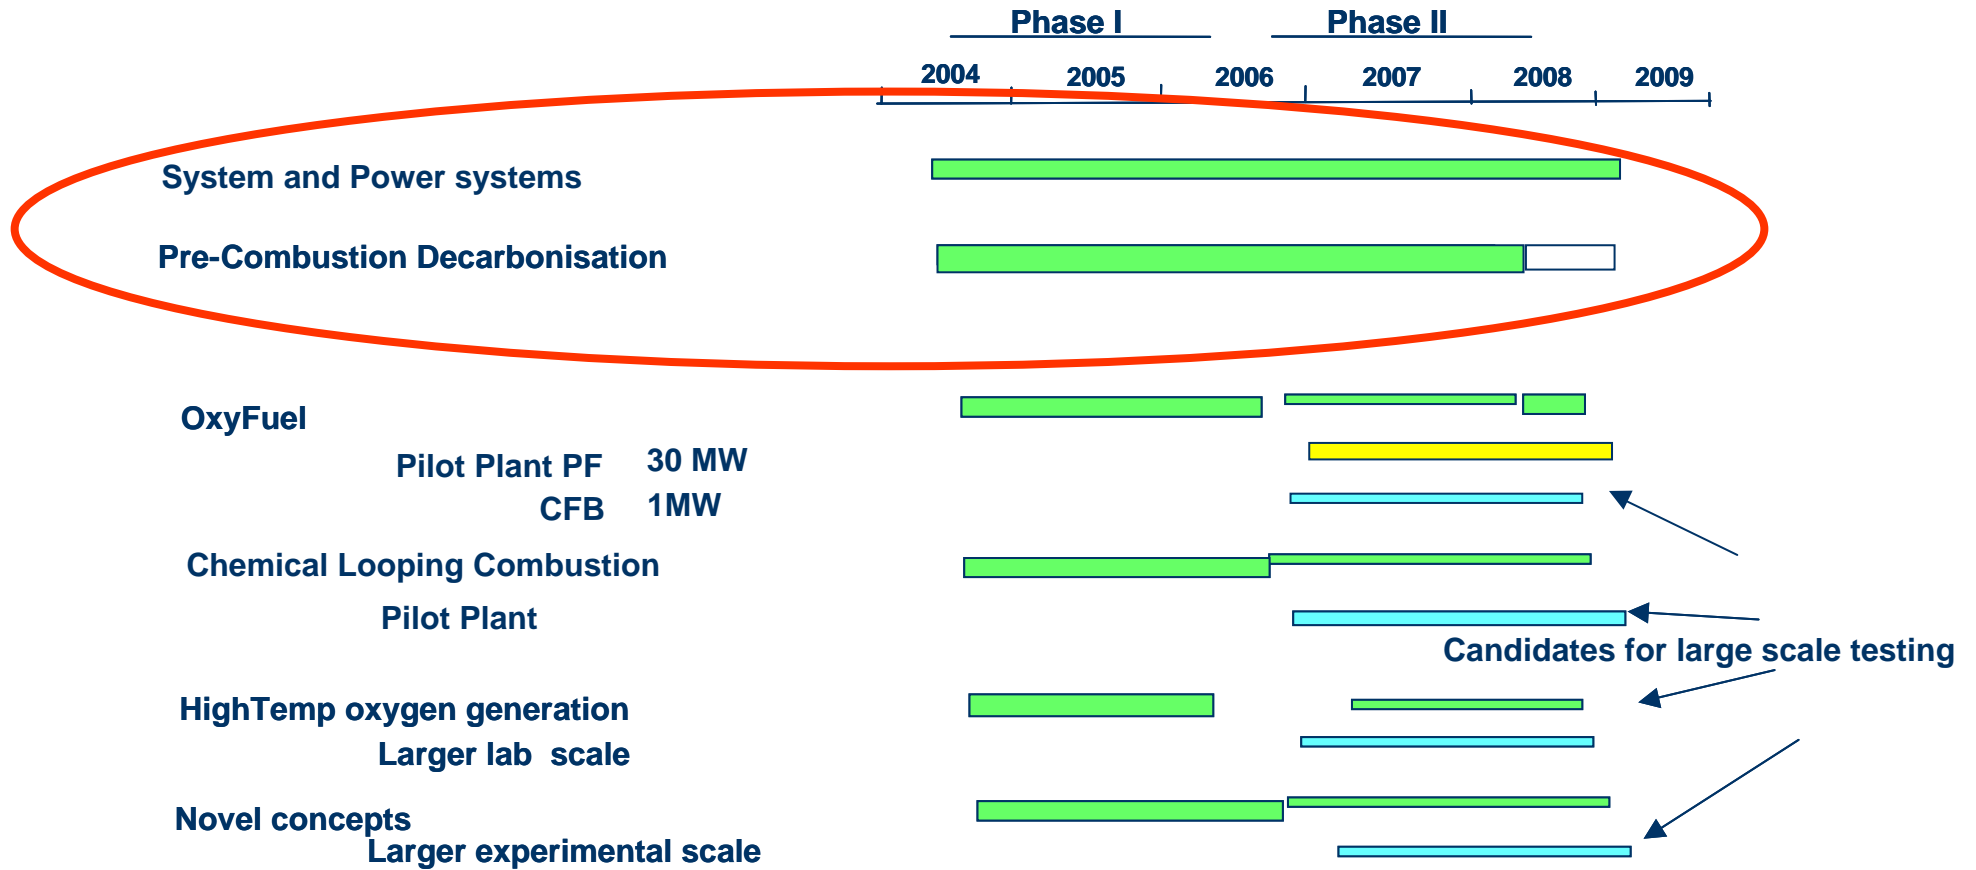 Phase I Phase II
2004 2005 2006 2007 2008 2009
System and Power systems
Pre-Combustion Decarbonisation
OxyFuel
Pilot Plant PF 30 MW
CFB 1MW
Chemical Looping Combustion
Pilot Plant
Candidates for large scale testing
HighTemp oxygen generation
Larger lab scale
Novel concepts
Larger experimental scale